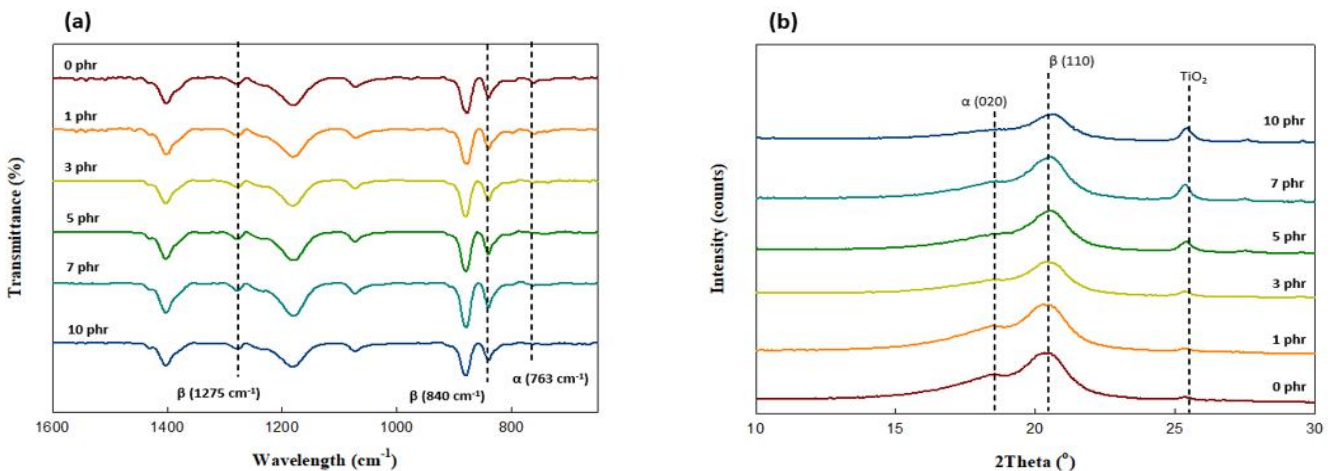 (a)
0 phr
1 phr
3 phr
5 phr
7 phr
10 phr
β (1275 cm⁻¹)
β (840 cm⁻¹)
α (763 cm⁻¹)
Transmittance (%)
1600 1400 1200 1000 800
Wavelength (cm⁻¹)
(b)
β (110)
α (020)
TiO₂
10 phr
7 phr
5 phr
3 phr
1 phr
0 phr
Intensity (counts)
10 15 20 25 30
2Theta (°)